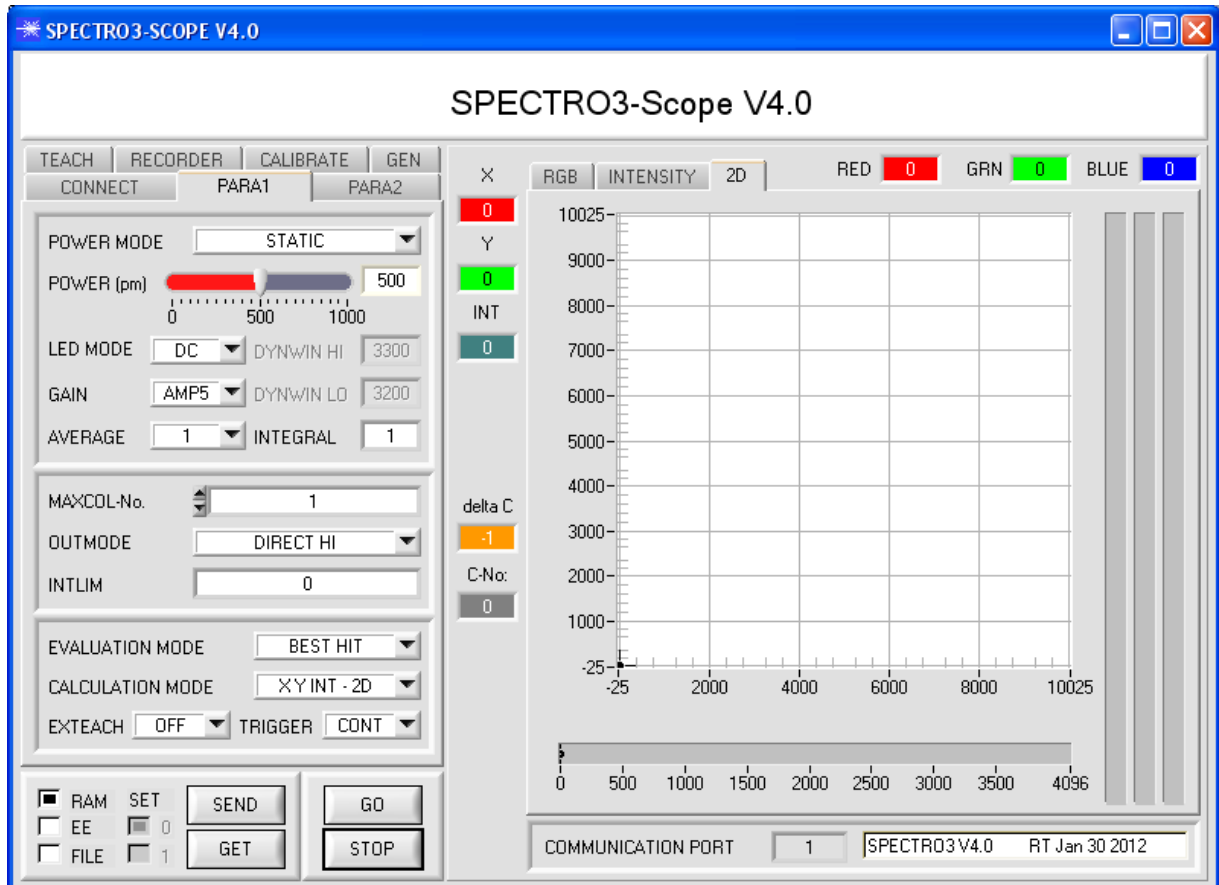 SPECTRO3-SCOPE V4.0
SPECTRO3-Scope V4.0
TEACH RECORDER CALIBRATE GEN
CONNECT PARA1 PARA2
POWER MODE STATIC
POWER (pm) 500
0 500 1000
LED MODE DC DYNWIN HI 3300
GAIN AMP5 DYNWIN LO 3200
AVERAGE 1 INTEGRAL 1
MAXCOL-No. 1
OUTMODE DIRECT HI
INTLIM 0
EVALUATION MODE BEST HIT
CALCULATION MODE X Y INT - 2D
EXTEACH OFF TRIGGER CONT
RAM SET SEND GO
EE 0
FILE 1 GET STOP
X
0
Y
0
INT
0
delta C
-1
C-No:
0
RGB INTENSITY 2D RED 0 GRN 0 BLUE 0
10025
9000
8000
7000
6000
5000
4000
3000
2000
1000
-25
-25 2000 4000 6000 8000 10025
0 500 1000 1500 2000 2500 3000 3500 4096
COMMUNICATION PORT 1 SPECTRO3 V4.0 RT Jan 30 2012